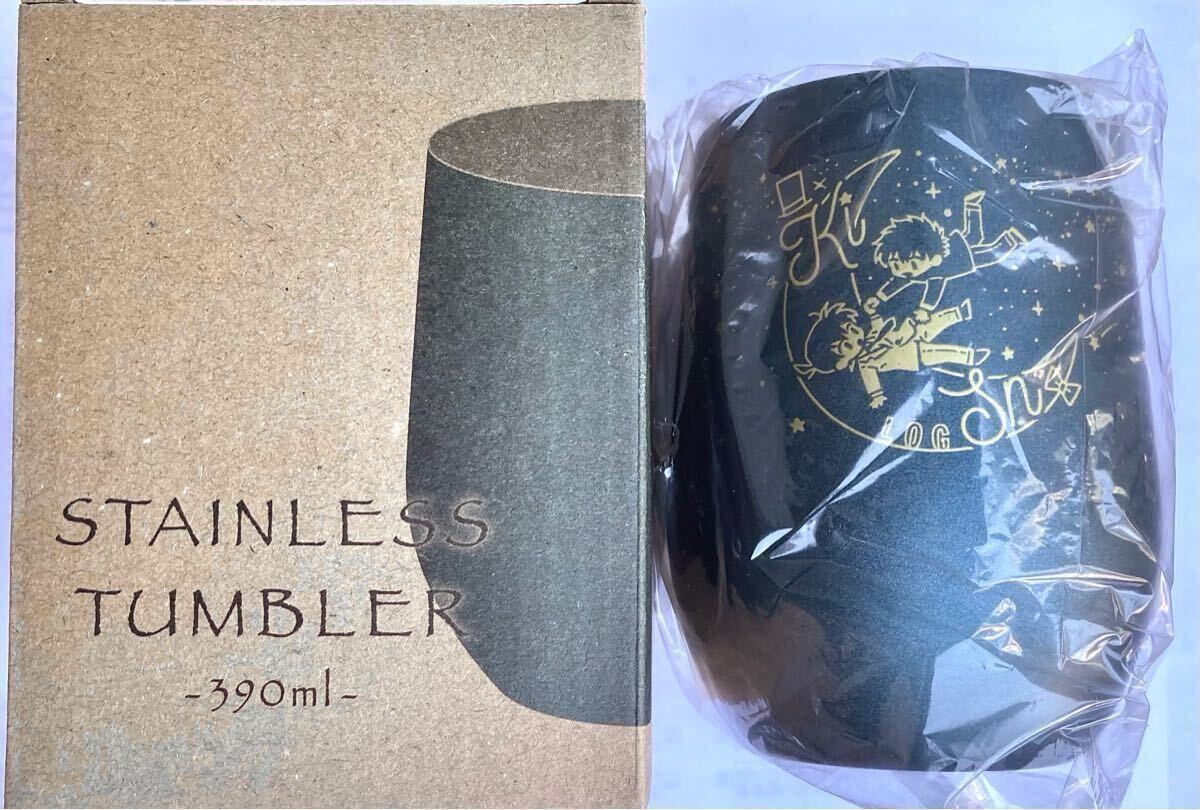 STAINLESS
TUMBLER
-390ml-
Ki
Sn
LOG